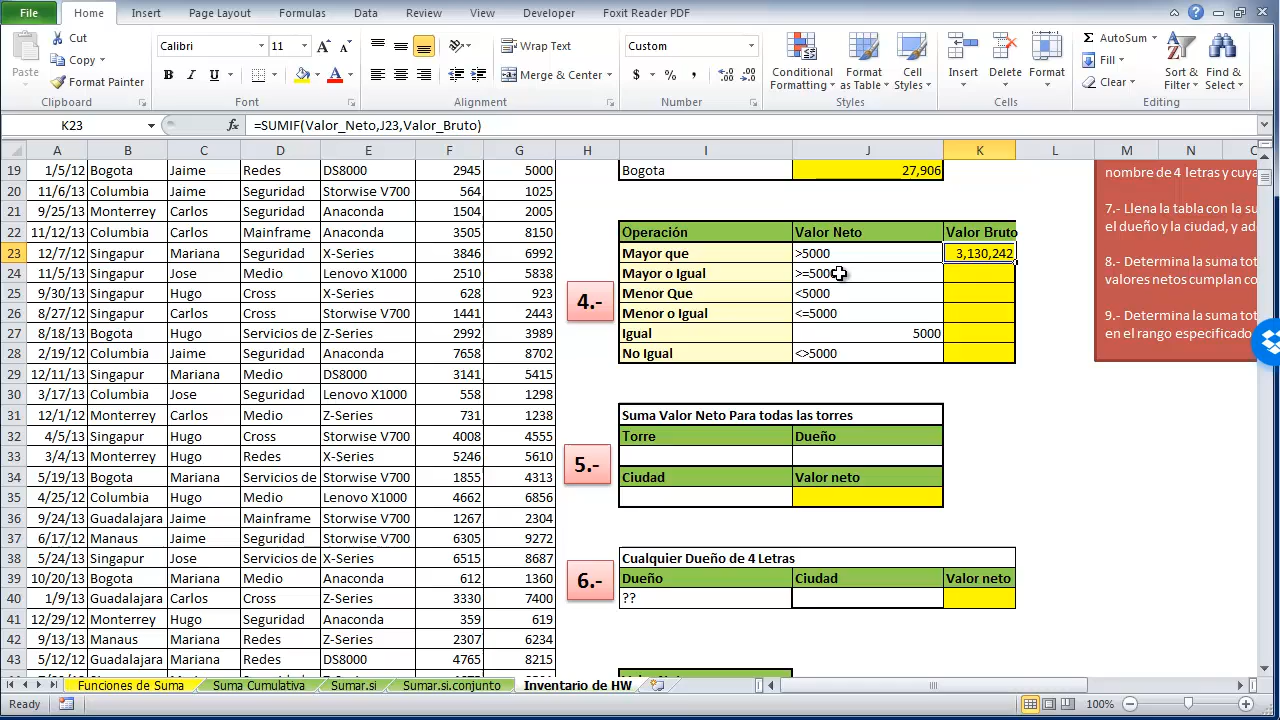 File Home Insert Page Layout Formulas Data Review View Developer Foxit Reader PDF
Paste Cut Copy Format Painter Clipboard
Calibri 11 B I U Font
Wrap Text Merge & Center Alignment
Custom $ % , Number
Conditional Formatting Format as Table Cell Styles Styles
Insert Delete Format Cells
Σ AutoSum Fill Clear Sort & Filter Find & Select Editing
K23 fx =SUMIF(Valor_Neto,J23,Valor_Bruto)
A B C D E F G H I J K L M N
19 1/5/12 Bogota Jaime Redes DS8000 2945 5000 Bogota 27,906
20 11/6/13 Columbia Jaime Seguridad Storwise V700 564 1025
21 9/25/13 Monterrey Carlos Seguridad Anaconda 1504 2005
22 11/12/13 Columbia Carlos Mainframe Anaconda 3505 8150 Operación Valor Neto Valor Bruto
23 12/7/12 Singapur Mariana Seguridad X-Series 3846 6992 Mayor que >5000 3,130,242
24 11/5/13 Singapur Jose Medio Lenovo X1000 2510 5838 Mayor o Igual >=5000
25 9/30/13 Singapur Hugo Cross X-Series 628 923 Menor Que <5000
26 8/27/12 Singapur Carlos Cross Storwise V700 1441 2443 Menor o Igual <=5000
27 8/18/13 Bogota Hugo Servicios de Z-Series 2992 3989 Igual 5000
28 2/19/12 Columbia Jaime Seguridad Anaconda 7658 8702 No Igual <>5000
29 12/11/13 Singapur Mariana Medio DS8000 3141 5415
30 3/17/13 Columbia Jose Seguridad Lenovo X1000 558 1298
31 12/1/12 Monterrey Carlos Medio Z-Series 731 1238 Suma Valor Neto Para todas las torres
32 4/5/13 Singapur Hugo Cross Storwise V700 4008 4555 Torre Dueño
33 3/4/13 Monterrey Hugo Redes X-Series 5246 5610
34 5/19/13 Bogota Mariana Medio Storwise V700 1855 4313 Ciudad Valor neto
35 4/25/12 Columbia Hugo Medio Lenovo X1000 4662 6856
36 9/24/13 Guadalajara Jaime Mainframe Storwise V700 1267 2304
37 6/17/12 Manaus Jaime Seguridad Storwise V700 6305 9272
38 5/24/13 Singapur Jose Servicios de X-Series 6515 8687 Cualquier Dueño de 4 Letras
39 10/20/13 Bogota Mariana Medio Anaconda 612 1360 Dueño Ciudad Valor neto
40 1/9/13 Guadalajara Carlos Cross Z-Series 3330 7400 ??
41 12/29/12 Monterrey Hugo Seguridad Anaconda 359 619
42 9/13/13 Manaus Mariana Redes Z-Series 2307 6234
43 5/12/12 Guadalajara Mariana Redes DS8000 4765 8215
4.-
5.-
6.-
nombre de 4 letras y cuya
7.- Llena la tabla con la su
el dueño y la ciudad, y ad
8.- Determina la suma tot
valores netos cumplan co
9.- Determina la suma tot
en el rango especificado
Funciones de Suma Suma Cumulativa Sumar.si Sumar.si.conjunto Inventario de HW
Ready 100%